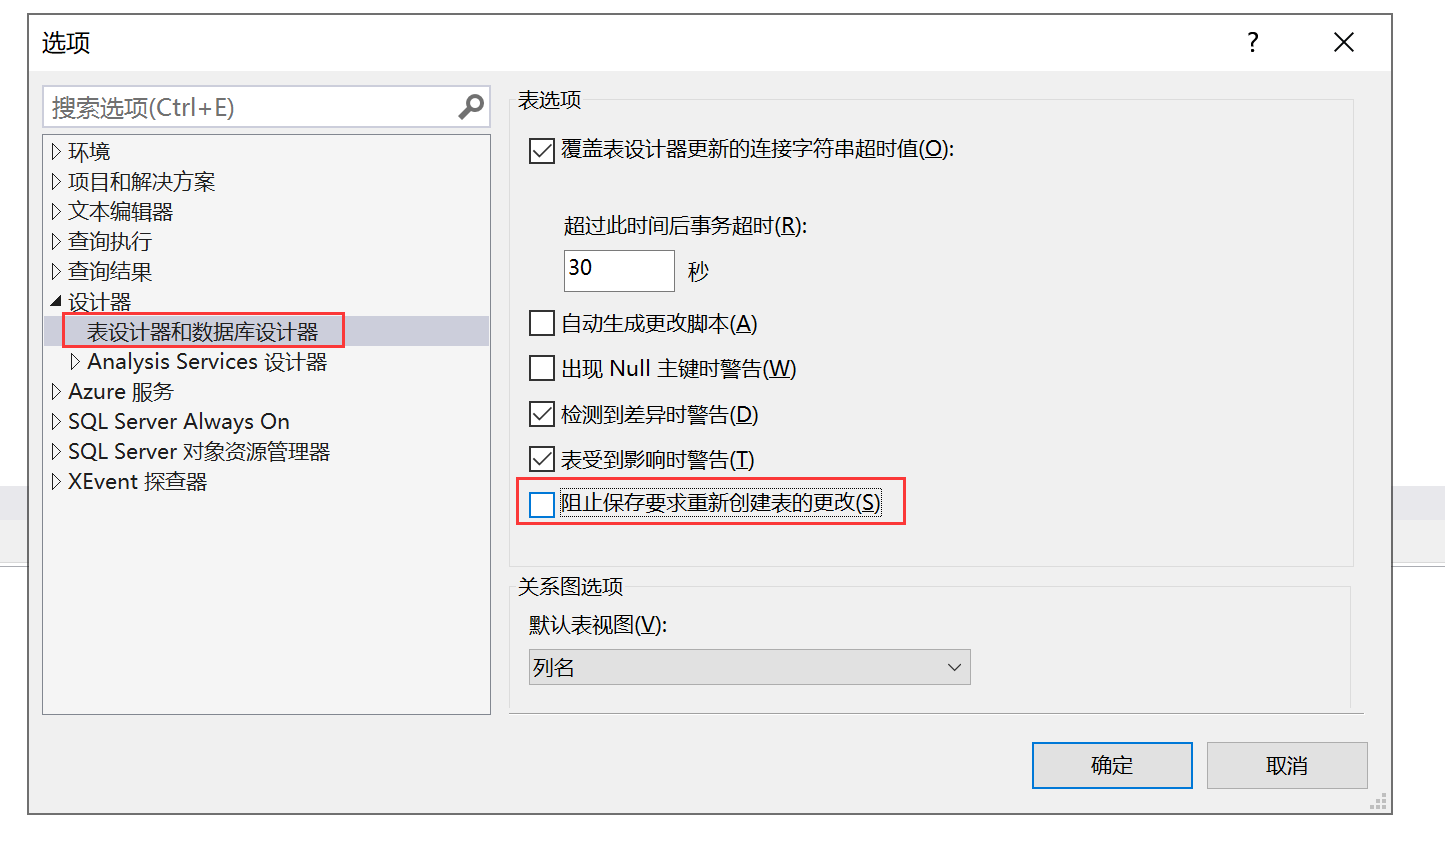 选项
?
搜索选项(Ctrl+E)
环境
项目和解决方案
文本编辑器
查询执行
查询结果
设计器
表设计器和数据库设计器
Analysis Services 设计器
Azure 服务
SQL Server Always On
SQL Server 对象资源管理器
XEvent 探查器
表选项
覆盖表设计器更新的连接字符串超时值(O):
超过此时间后事务超时(R):
30 秒
自动生成更改脚本(A)
出现 Null 主键时警告(W)
检测到差异时警告(D)
表受到影响时警告(T)
阻止保存要求重新创建表的更改(S)
关系图选项
默认表视图(V):
列名
确定
取消